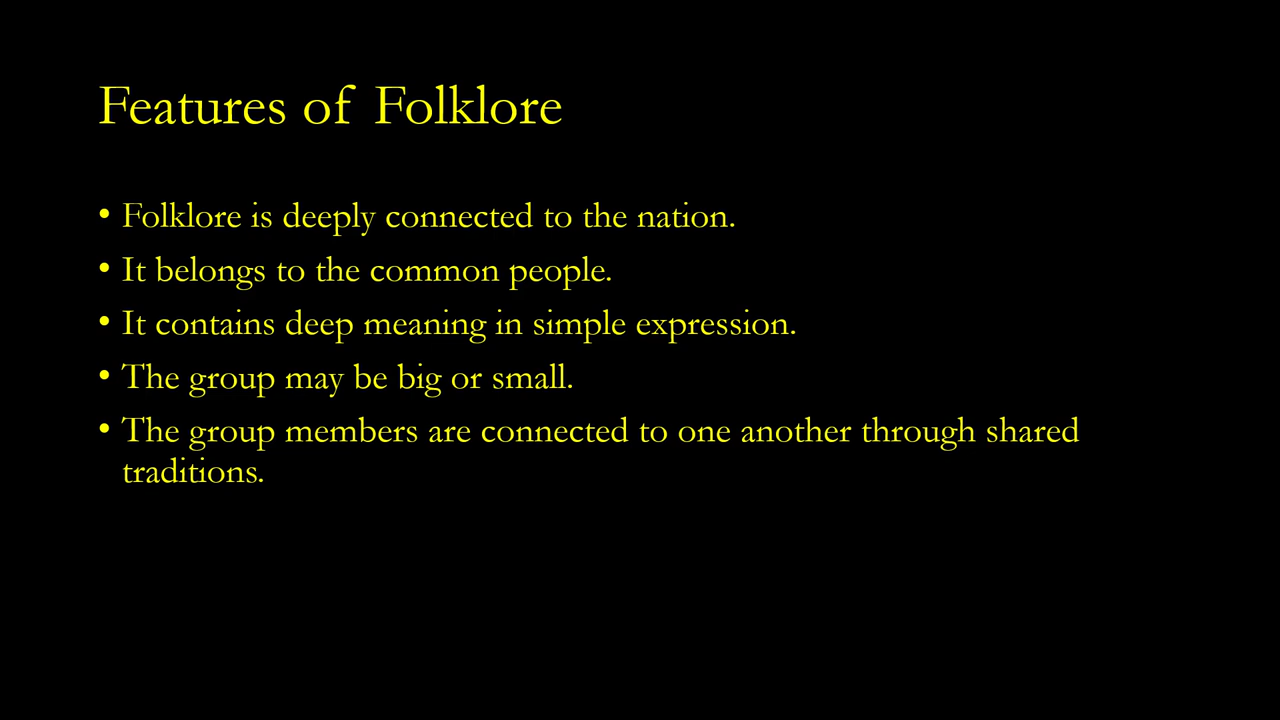 Features of Folklore
• Folklore is deeply connected to the nation.
• It belongs to the common people.
• It contains deep meaning in simple expression.
• The group may be big or small.
• The group members are connected to one another through shared
traditions.